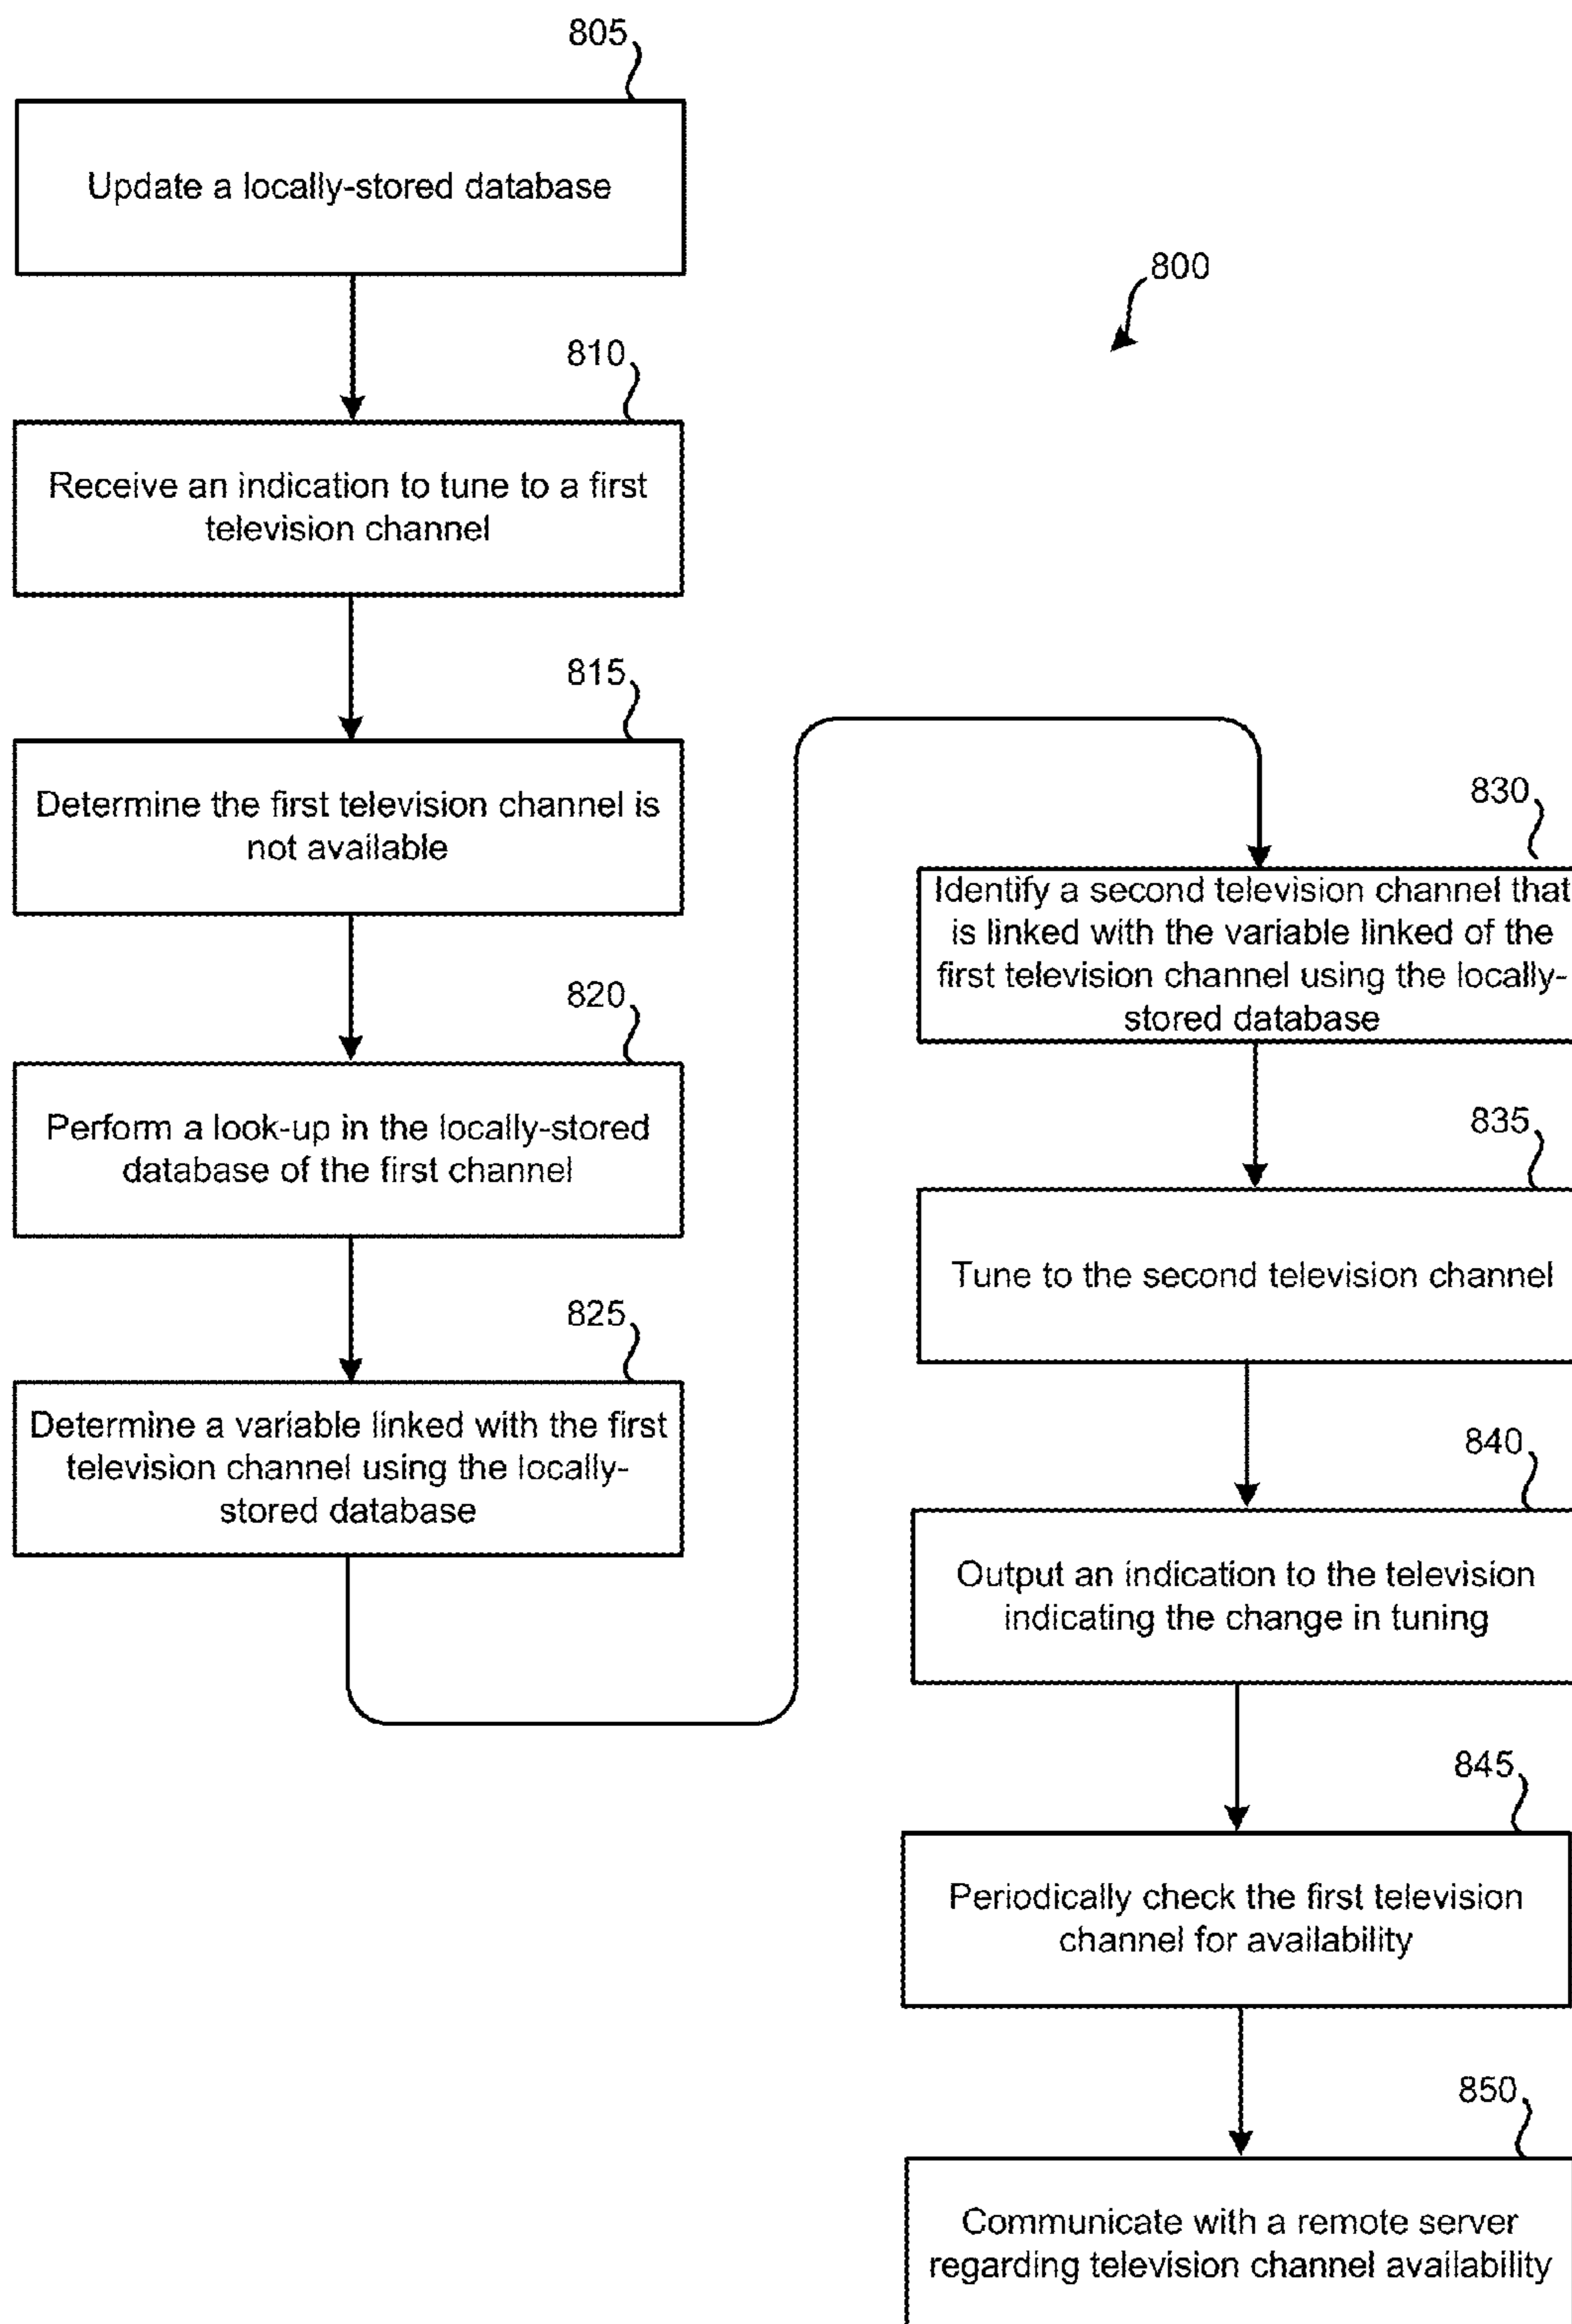 805
Update a locally-stored database
800
810
Receive an indication to tune to a first
television channel
815
Determine the first television channel is
not available
820
Perform a look-up in the locally-stored
database of the first channel
825
Determine a variable linked with the first
television channel using the locally-
stored database
830
Identify a second television channel that
is linked with the variable linked of the
first television channel using the locally-
stored database
835
Tune to the second television channel
840
Output an indication to the television
indicating the change in tuning
845
Periodically check the first television
channel for availability
850
Communicate with a remote server
regarding television channel availability